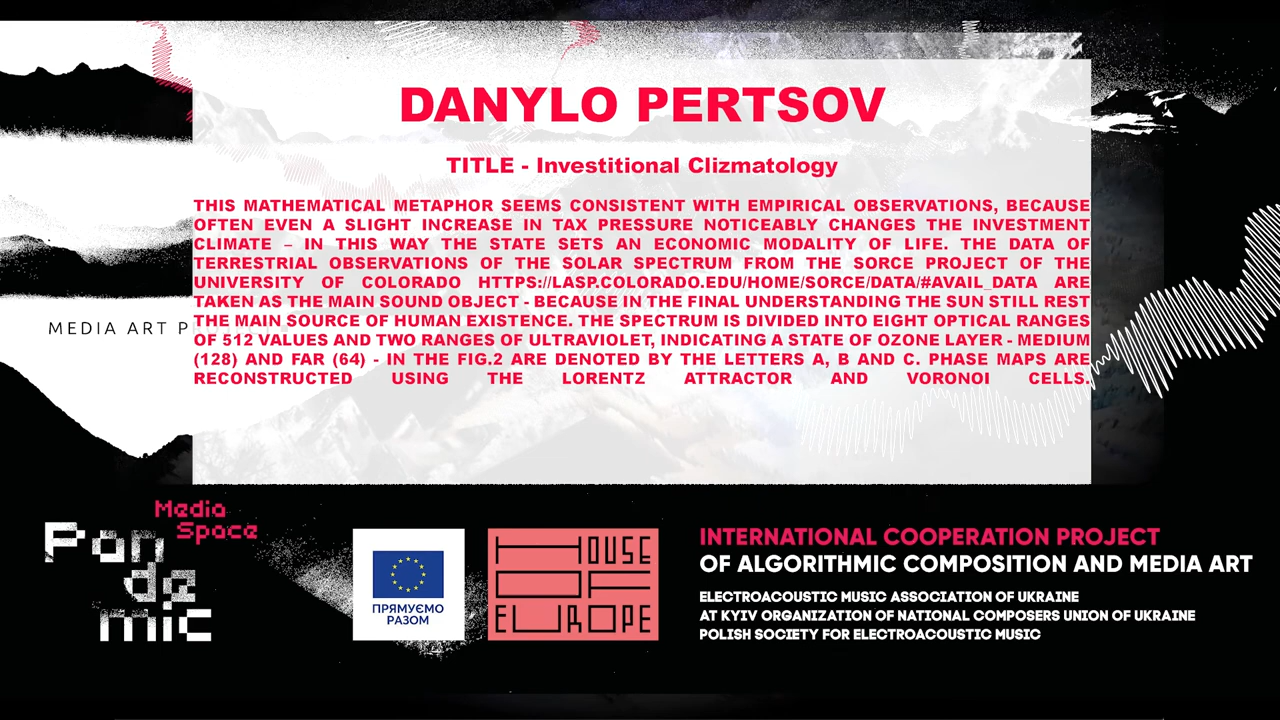 DANYLO PERTSOV
TITLE - Investitional Clizmatology
THIS MATHEMATICAL METAPHOR SEEMS CONSISTENT WITH EMPIRICAL OBSERVATIONS, BECAUSE
OFTEN EVEN A SLIGHT INCREASE IN TAX PRESSURE NOTICEABLY CHANGES THE INVESTMENT
CLIMATE – IN THIS WAY THE STATE SETS AN ECONOMIC MODALITY OF LIFE. THE DATA OF
TERRESTRIAL OBSERVATIONS OF THE SOLAR SPECTRUM FROM THE SORCE PROJECT OF THE
UNIVERSITY OF COLORADO HTTPS://LASP.COLORADO.EDU/HOME/SORCE/DATA/#AVAIL_DATA ARE
TAKEN AS THE MAIN SOUND OBJECT - BECAUSE IN THE FINAL UNDERSTANDING THE SUN STILL REST
THE MAIN SOURCE OF HUMAN EXISTENCE. THE SPECTRUM IS DIVIDED INTO EIGHT OPTICAL RANGES
OF 512 VALUES AND TWO RANGES OF ULTRAVIOLET, INDICATING A STATE OF OZONE LAYER - MEDIUM
(128) AND FAR (64) - IN THE FIG.2 ARE DENOTED BY THE LETTERS A, B AND C. PHASE MAPS ARE
RECONSTRUCTED USING THE LORENTZ ATTRACTOR AND VORONOI CELLS.
MEDIA ART P
Media
Space
Pan
de
mic
ПРЯМУЄМО
РАЗОМ
HOUSE
OF
EUROPE
INTERNATIONAL COOPERATION PROJECT
OF ALGORITHMIC COMPOSITION AND MEDIA ART
ELECTROACOUSTIC MUSIC ASSOCIATION OF UKRAINE
AT KYIV ORGANIZATION OF NATIONAL COMPOSERS UNION OF UKRAINE
POLISH SOCIETY FOR ELECTROACOUSTIC MUSIC